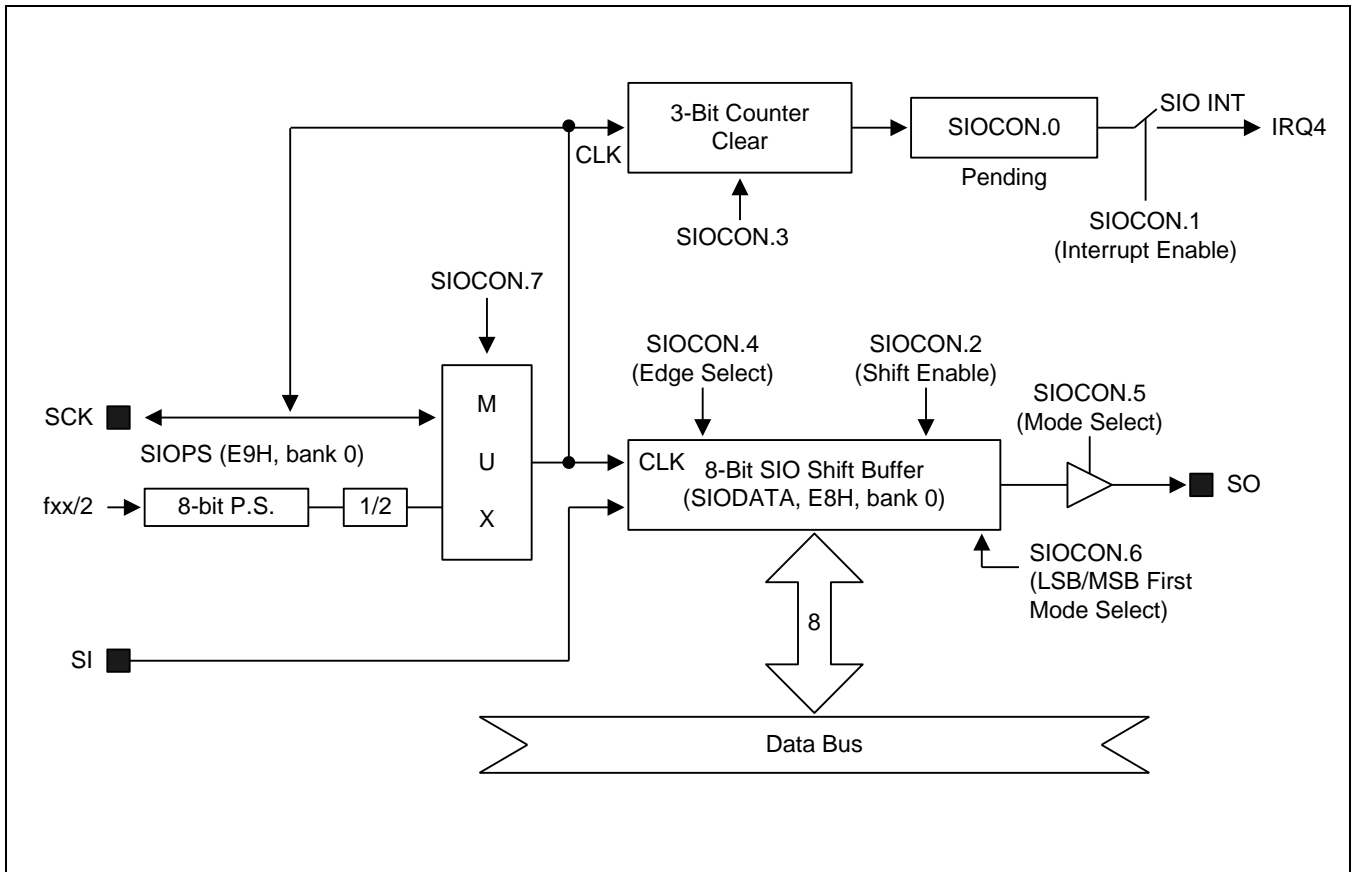 3-Bit Counter
Clear
CLK
SIOCON.3
SIOCON.0
Pending
SIO INT
IRQ4
SIOCON.1
(Interrupt Enable)
SIOCON.7
SIOCON.4
(Edge Select)
SIOCON.2
(Shift Enable)
SIOCON.5
(Mode Select)
SCK
SIOPS (E9H, bank 0)
M
U
X
fxx/2
8-bit P.S.
1/2
CLK
8-Bit SIO Shift Buffer
(SIODATA, E8H, bank 0)
SO
SIOCON.6
(LSB/MSB First
Mode Select)
8
SI
Data Bus